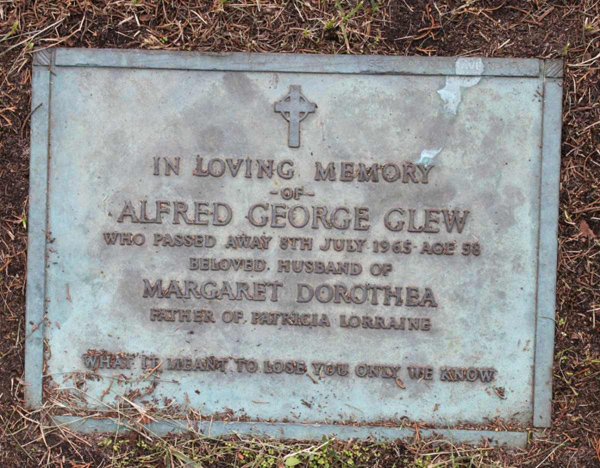 IN LOVING MEMORY
-OF-
ALFRED GEORGE GLEW
WHO PASSED AWAY 8TH JULY 1965 AGE 58
BELOVED HUSBAND OF
MARGARET DOROTHEA
FATHER OF PATRICIA LORRAINE
WHAT IT MEANT TO LOSE YOU ONLY WE KNOW